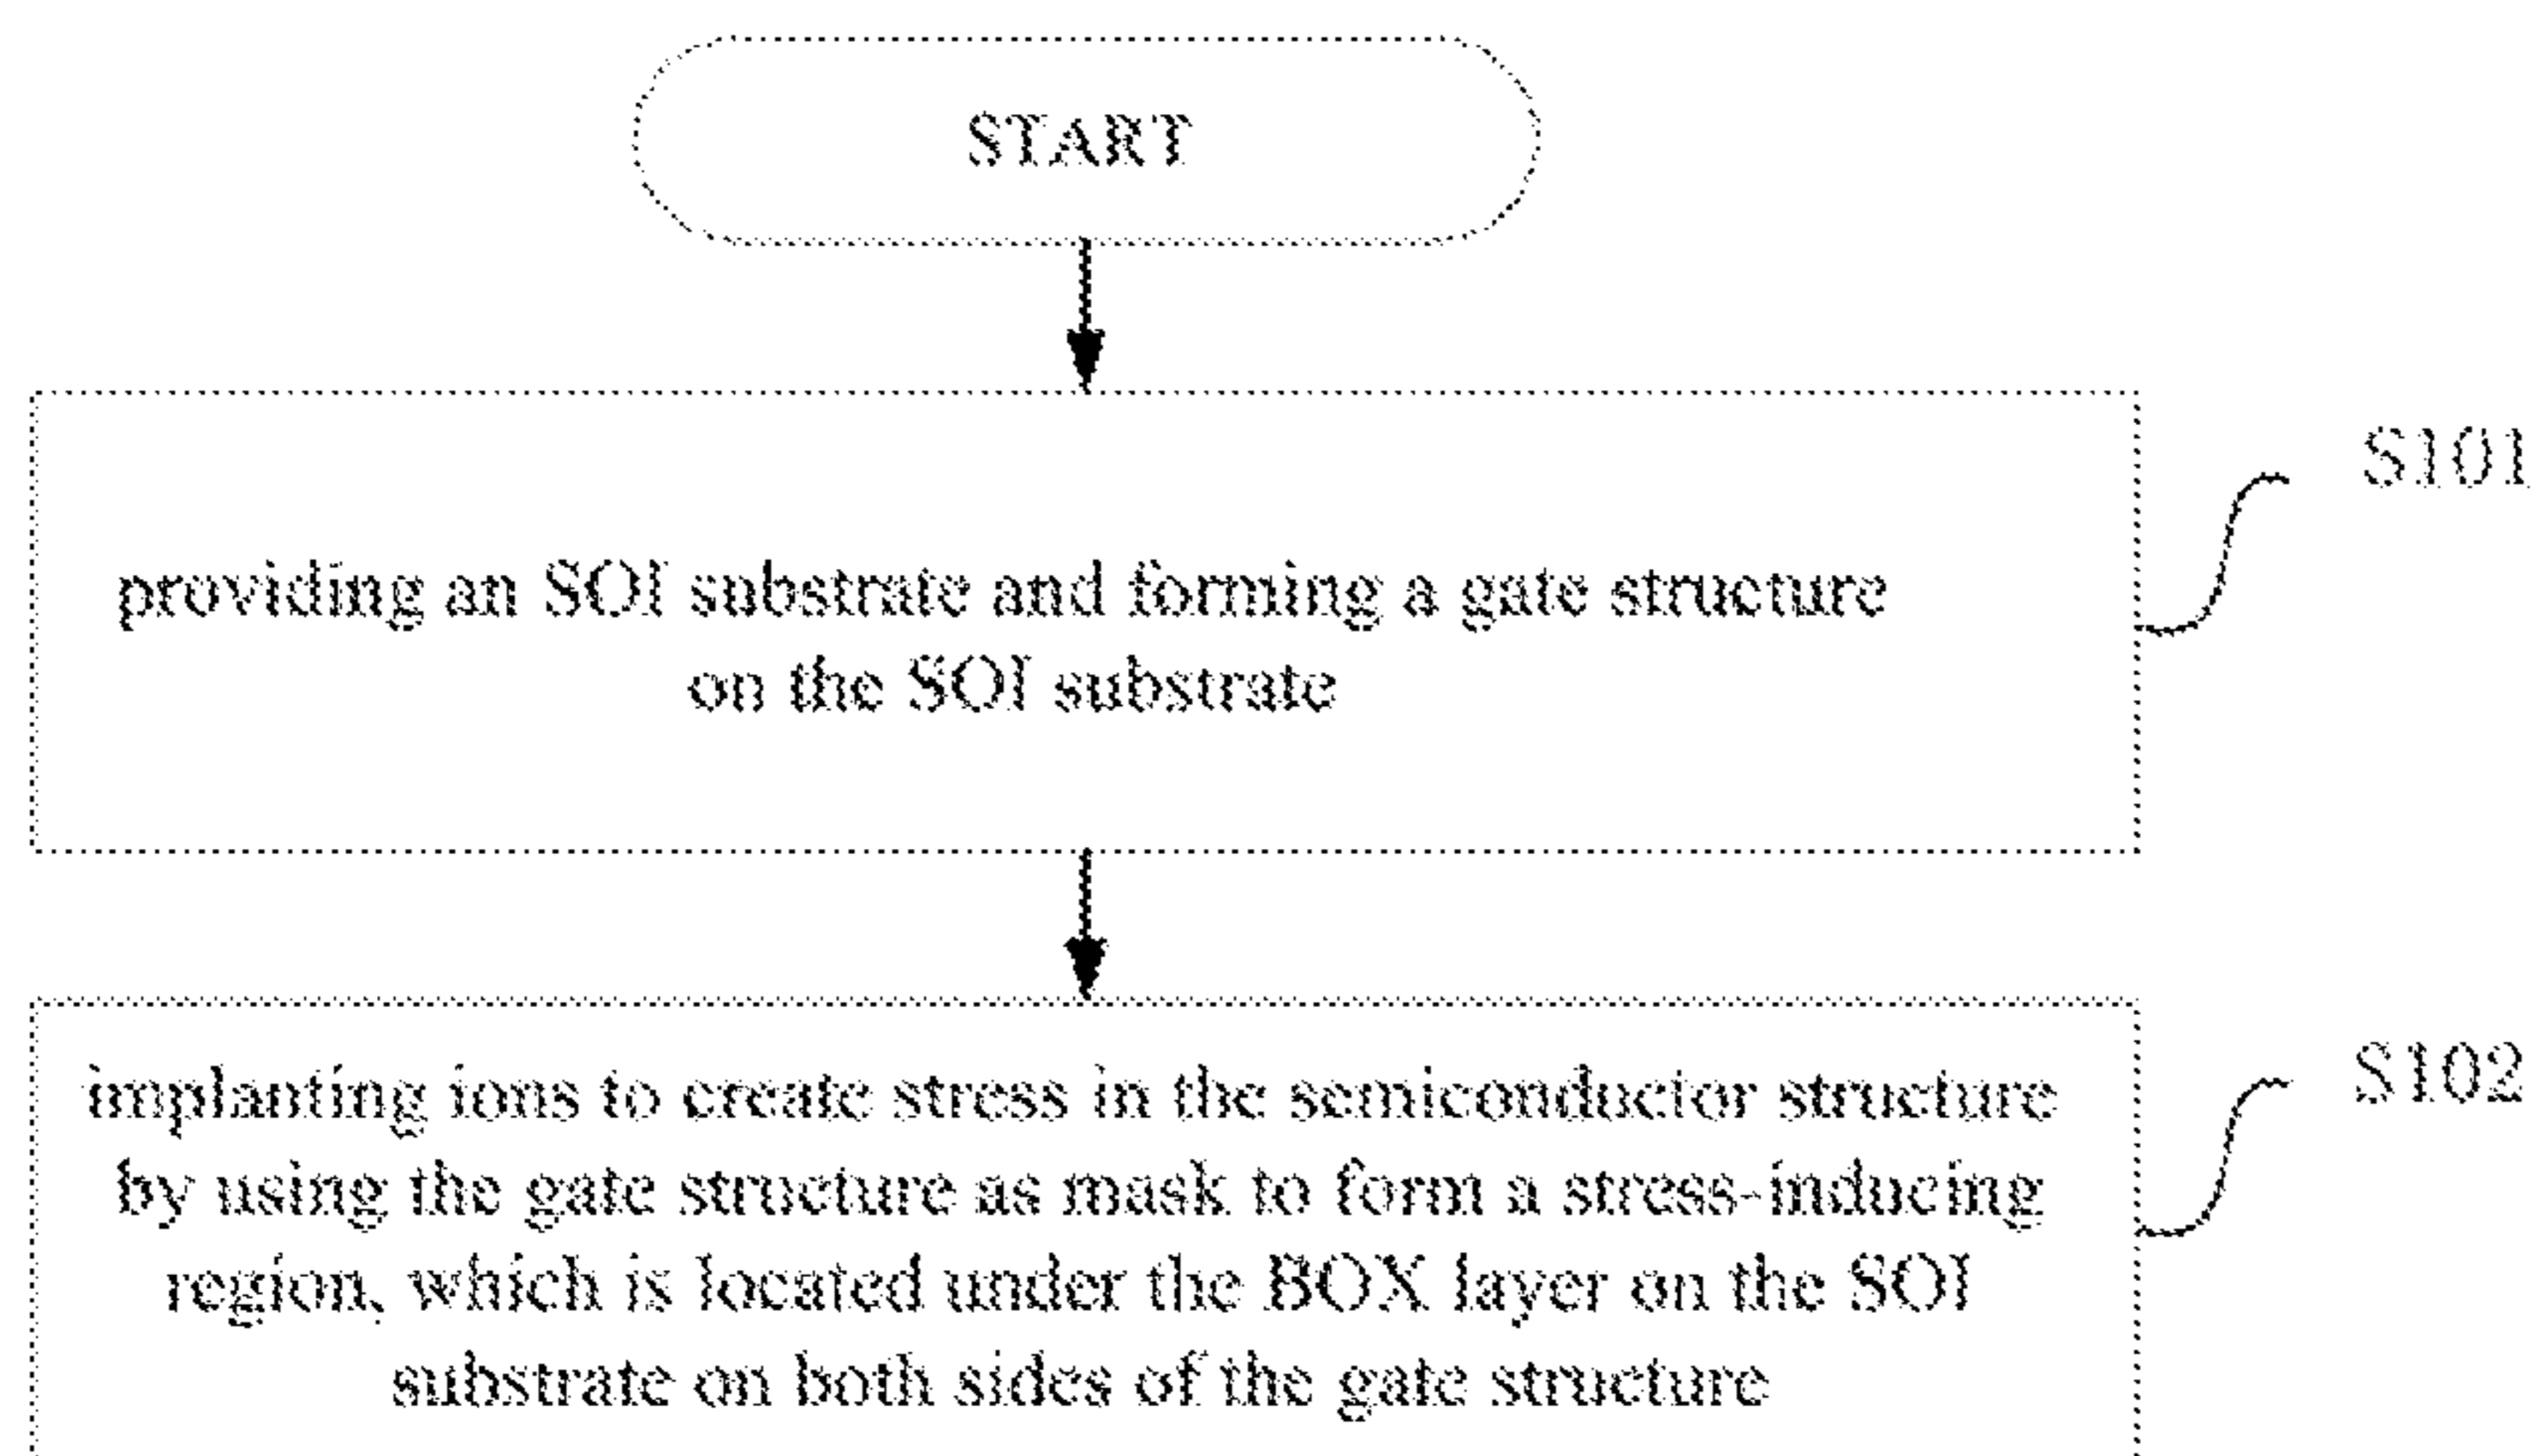 START
S101
providing an SOI substrate and forming a gate structure
on the SOI substrate
S102
implanting ions to create stress in the semiconductor structure
by using the gate structure as mask to form a stress-inducing
region, which is located under the BOX layer on the SOI
substrate on both sides of the gate structure